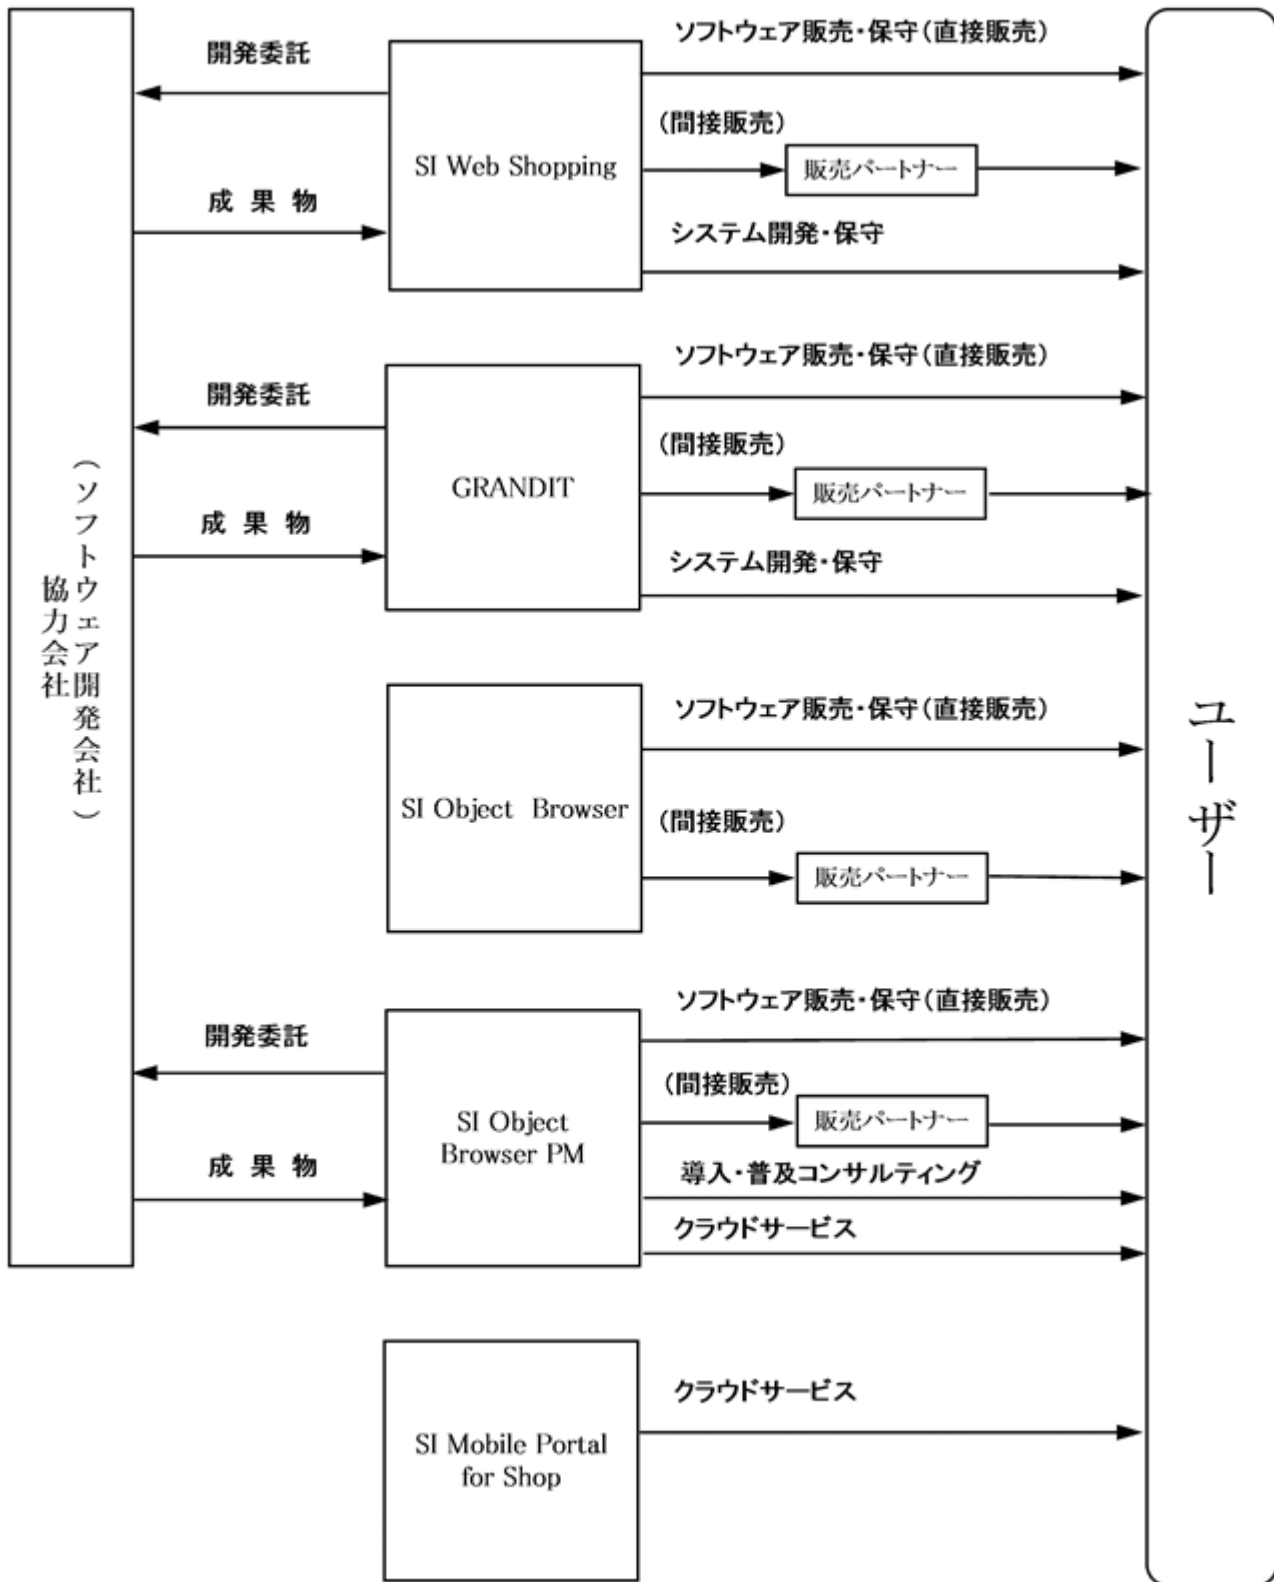 ソフトウェア販売・保守(直接販売)
開発委託
(間接販売)
SI Web Shopping
販売パートナー
成 果 物
システム開発・保守
ソフトウェア販売・保守(直接販売)
開発委託
(間接販売)
GRANDIT
販売パートナー
成 果 物
システム開発・保守
(ソフトウェア開発会社)
協力会社
ソフトウェア販売・保守(直接販売)
SI Object Browser
(間接販売)
販売パートナー
ユーザー
ソフトウェア販売・保守(直接販売)
開発委託
(間接販売)
SI Object
Browser PM
販売パートナー
成 果 物
導入・普及コンサルティング
クラウドサービス
クラウドサービス
SI Mobile Portal
for Shop